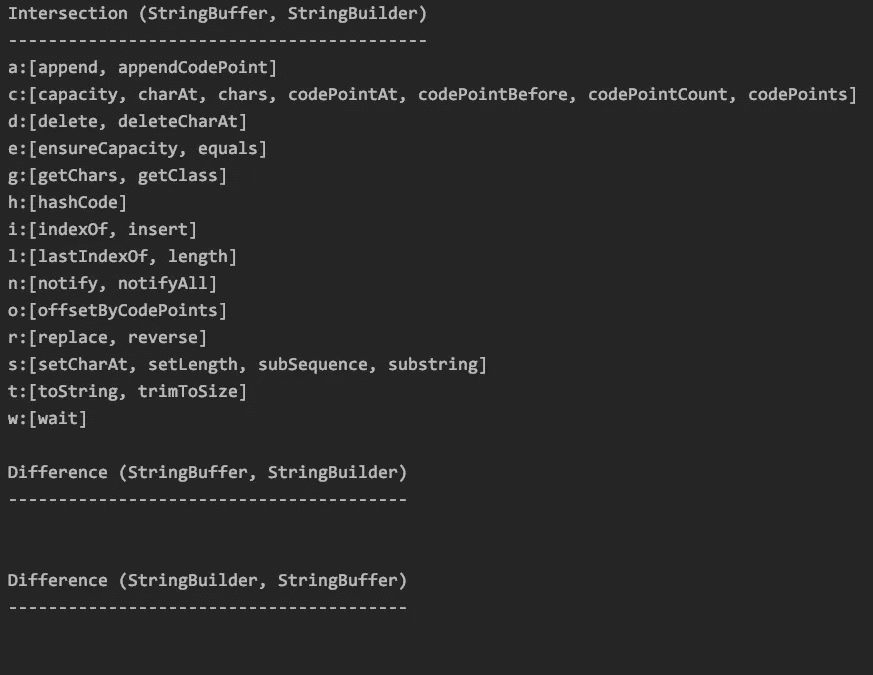 Intersection (StringBuffer, StringBuilder)
------------------------------------------
a:[append, appendCodePoint]
c:[capacity, charAt, chars, codePointAt, codePointBefore, codePointCount, codePoints]
d:[delete, deleteCharAt]
e:[ensureCapacity, equals]
g:[getChars, getClass]
h:[hashCode]
i:[indexOf, insert]
l:[lastIndexOf, length]
n:[notify, notifyAll]
o:[offsetByCodePoints]
r:[replace, reverse]
s:[setCharAt, setLength, subSequence, substring]
t:[toString, trimToSize]
w:[wait]
Difference (StringBuffer, StringBuilder)
----------------------------------------
Difference (StringBuilder, StringBuffer)
----------------------------------------